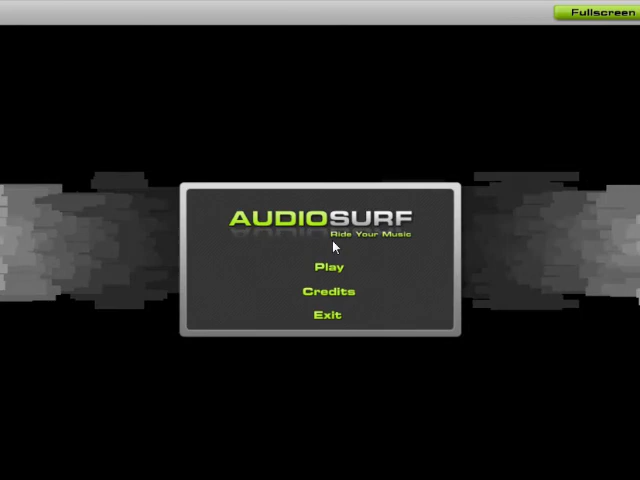 Fullscreen
AUDIOSURF
Ride Your Music
Play
Credits
Exit